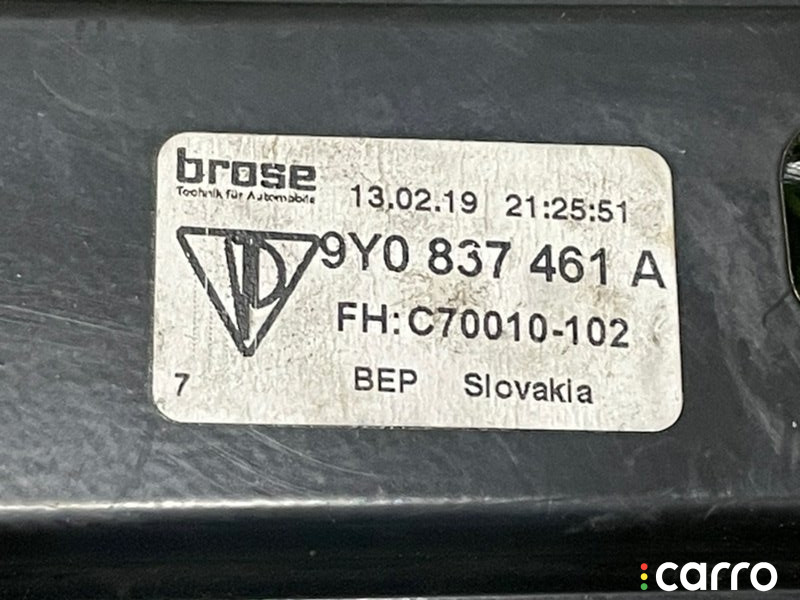 brose
Technik für Automobile
13.02.19 21:25:51
9Y0 837 461 A
FH: C70010-102
7 BEP Slovakia
carro